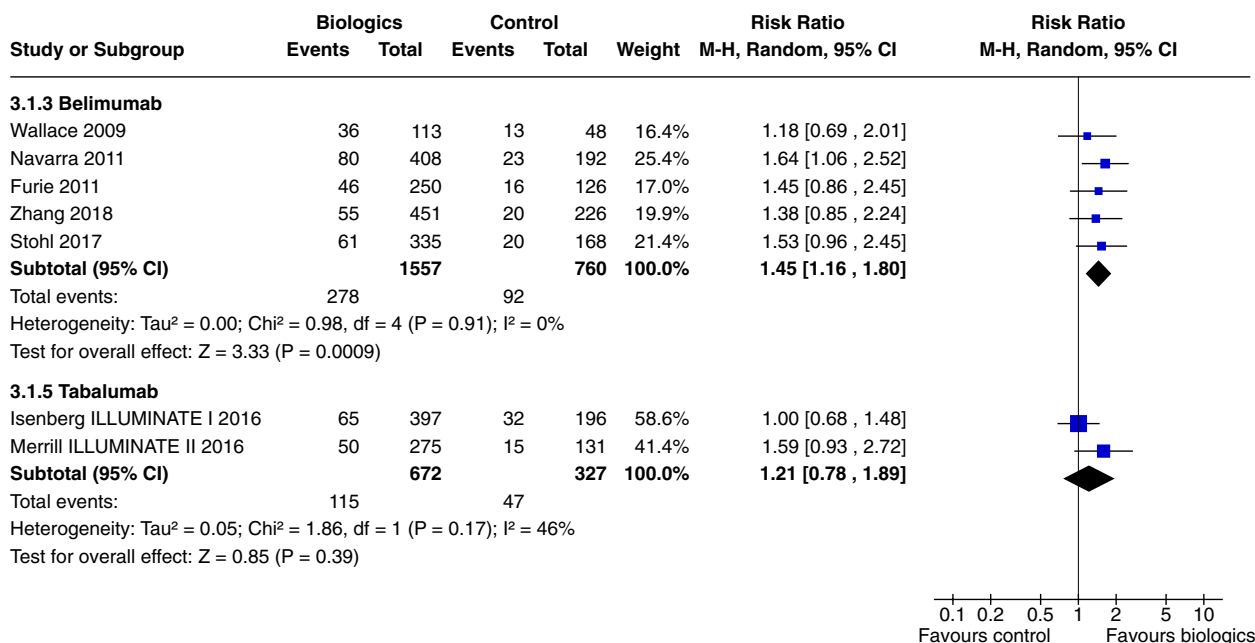 Biologics Control Risk Ratio Risk Ratio
Study or Subgroup Events Total Events Total Weight M-H, Random, 95% CI M-H, Random, 95% CI
3.1.3 Belimumab
Wallace 2009 36 113 13 48 16.4% 1.18 [0.69 , 2.01]
Navarra 2011 80 408 23 192 25.4% 1.64 [1.06 , 2.52]
Furie 2011 46 250 16 126 17.0% 1.45 [0.86 , 2.45]
Zhang 2018 55 451 20 226 19.9% 1.38 [0.85 , 2.24]
Stohl 2017 61 335 20 168 21.4% 1.53 [0.96 , 2.45]
Subtotal (95% CI) 1557 760 100.0% 1.45 [1.16 , 1.80]
Total events: 278 92
Heterogeneity: Tau² = 0.00; Chi² = 0.98, df = 4 (P = 0.91); I² = 0%
Test for overall effect: Z = 3.33 (P = 0.0009)
3.1.5 Tabalumab
Isenberg ILLUMINATE I 2016 65 397 32 196 58.6% 1.00 [0.68 , 1.48]
Merrill ILLUMINATE II 2016 50 275 15 131 41.4% 1.59 [0.93 , 2.72]
Subtotal (95% CI) 672 327 100.0% 1.21 [0.78 , 1.89]
Total events: 115 47
Heterogeneity: Tau² = 0.05; Chi² = 1.86, df = 1 (P = 0.17); I² = 46%
Test for overall effect: Z = 0.85 (P = 0.39)
0.1 0.2 0.5 1 2 5 10
Favours control Favours biologics